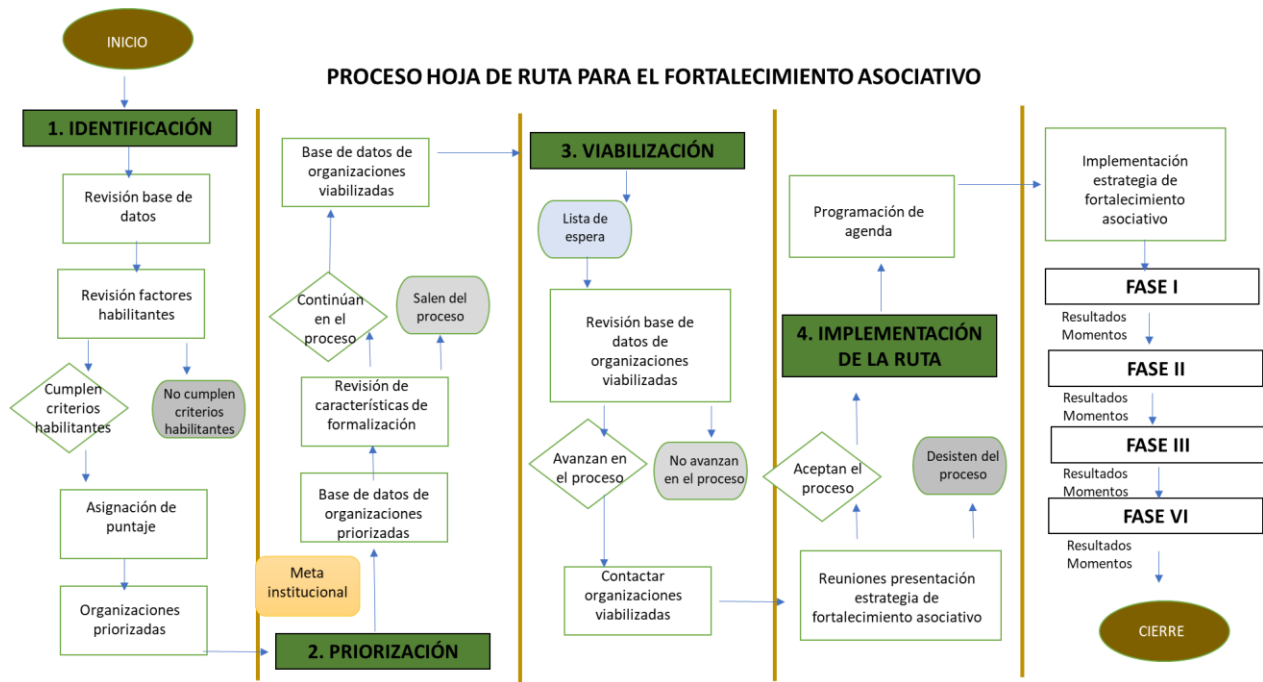 INICIO
PROCESO HOJA DE RUTA PARA EL FORTALECIMIENTO ASOCIATIVO
1. IDENTIFICACIÓN
Revisión base de
datos
Revisión factores
habilitantes
Cumplen
criterios
habilitantes
No cumplen
criterios
habilitantes
Asignación de
puntaje
Organizaciones
priorizadas
2. PRIORIZACIÓN
Meta
institucional
Base de datos de
organizaciones
priorizadas
Revisión de
características de
formalización
Continúan
en el
proceso
Salen del
proceso
Base de datos de
organizaciones
viabilizadas
3. VIABILIZACIÓN
Lista de
espera
Revisión base de
datos de
organizaciones
viabilizadas
Avanzan en
el proceso
No avanzan
en el proceso
Contactar
organizaciones
viabilizadas
Reuniones presentación
estrategia de
fortalecimiento asociativo
Aceptan el
proceso
Desisten del
proceso
4. IMPLEMENTACIÓN
DE LA RUTA
Programación de
agenda
Implementación
estrategia de
fortalecimiento
asociativo
FASE I
Resultados
Momentos
FASE II
Resultados
Momentos
FASE III
Resultados
Momentos
FASE VI
Resultados
Momentos
CIERRE